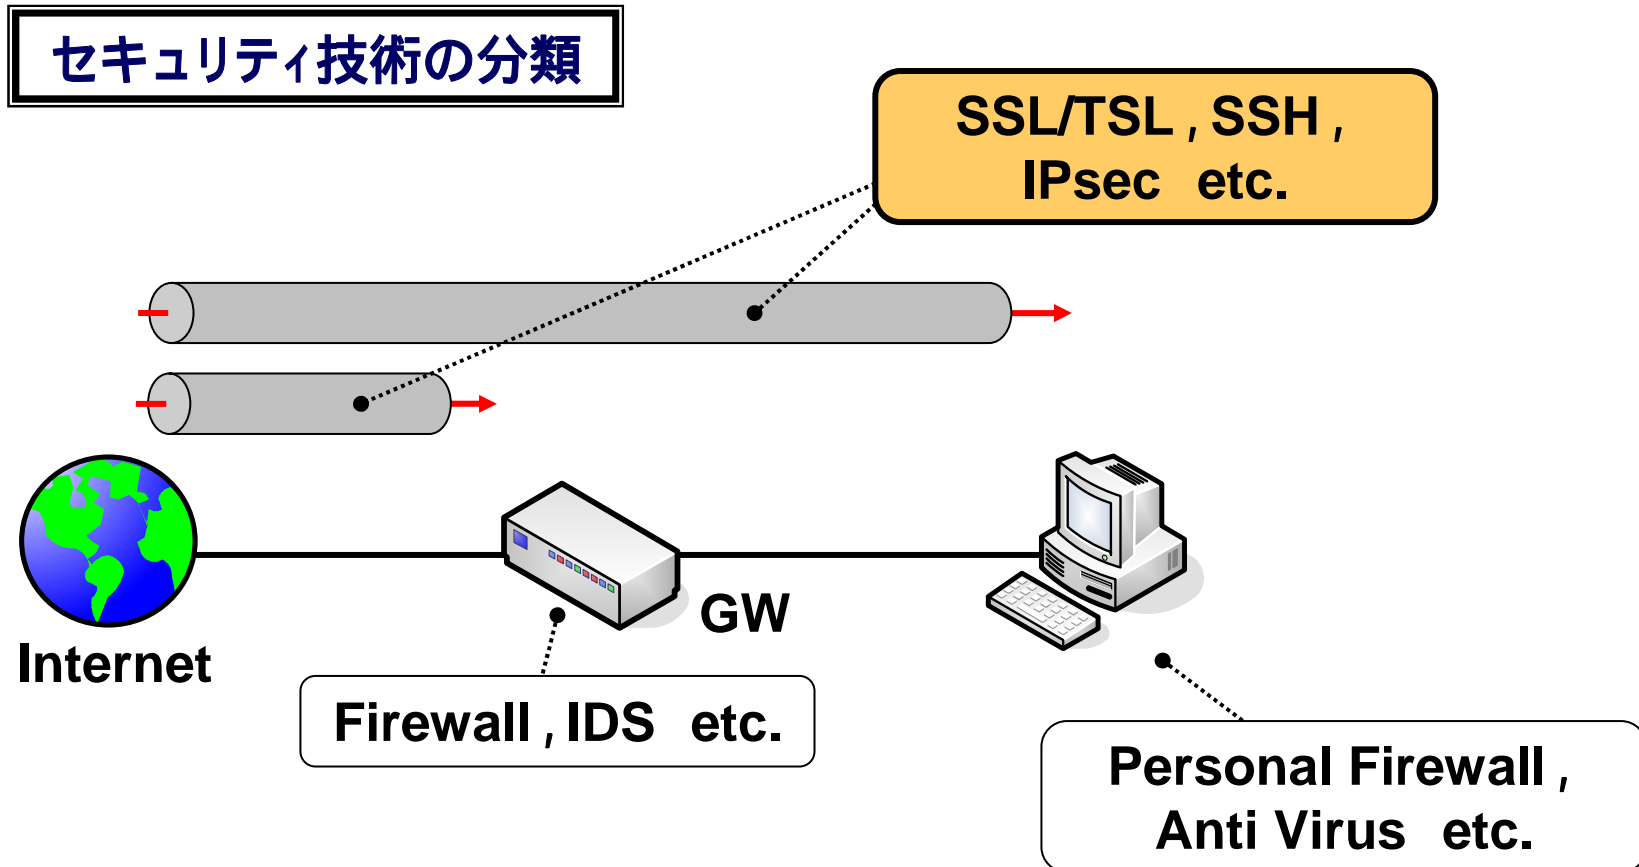 セキュリティ技術の分類
SSL/TSL , SSH ,
IPsec etc.
GW
Internet
Firewall , IDS etc.
Personal Firewall ,
Anti Virus etc.